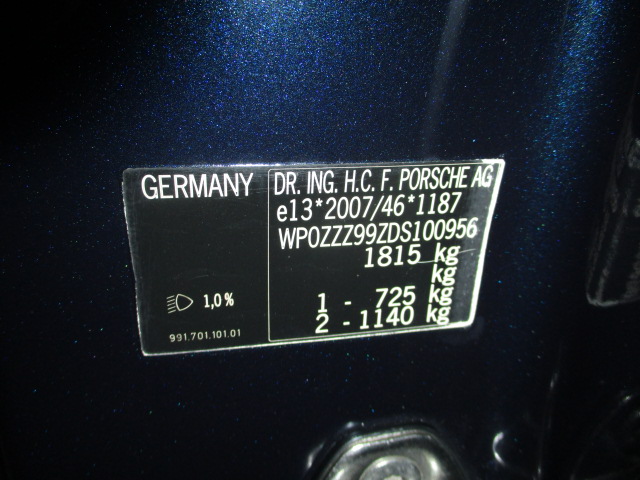 GERMANY
1,0%
991.701.101.01
DR. ING. H.C. F. PORSCHE AG
e13*2007/46*1187
WP0ZZZ99ZDS100956
1815 kg
kg
1 - 725 kg
2 - 1140 kg